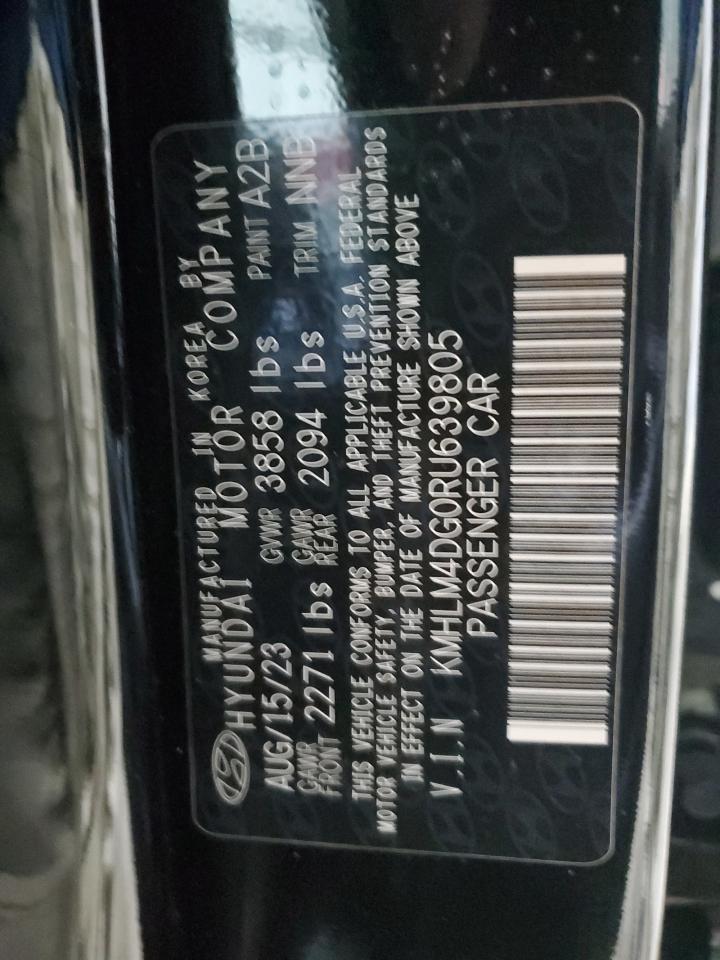 MANUFACTURED IN KOREA BY
HYUNDAI MOTOR COMPANY
AUG/15/23 GVWR 3858 lbs PAINT A2B
GAWR FRONT 2271 lbs GAWR REAR 2094 lbs TRIM NNB
THIS VEHICLE CONFORMS TO ALL APPLICABLE U.S.A. FEDERAL
MOTOR VEHICLE SAFETY, BUMPER, AND THEFT PREVENTION STANDARDS
IN EFFECT ON THE DATE OF MANUFACTURE SHOWN ABOVE
V.I.N KMHLM4DG0RU639805
PASSENGER CAR